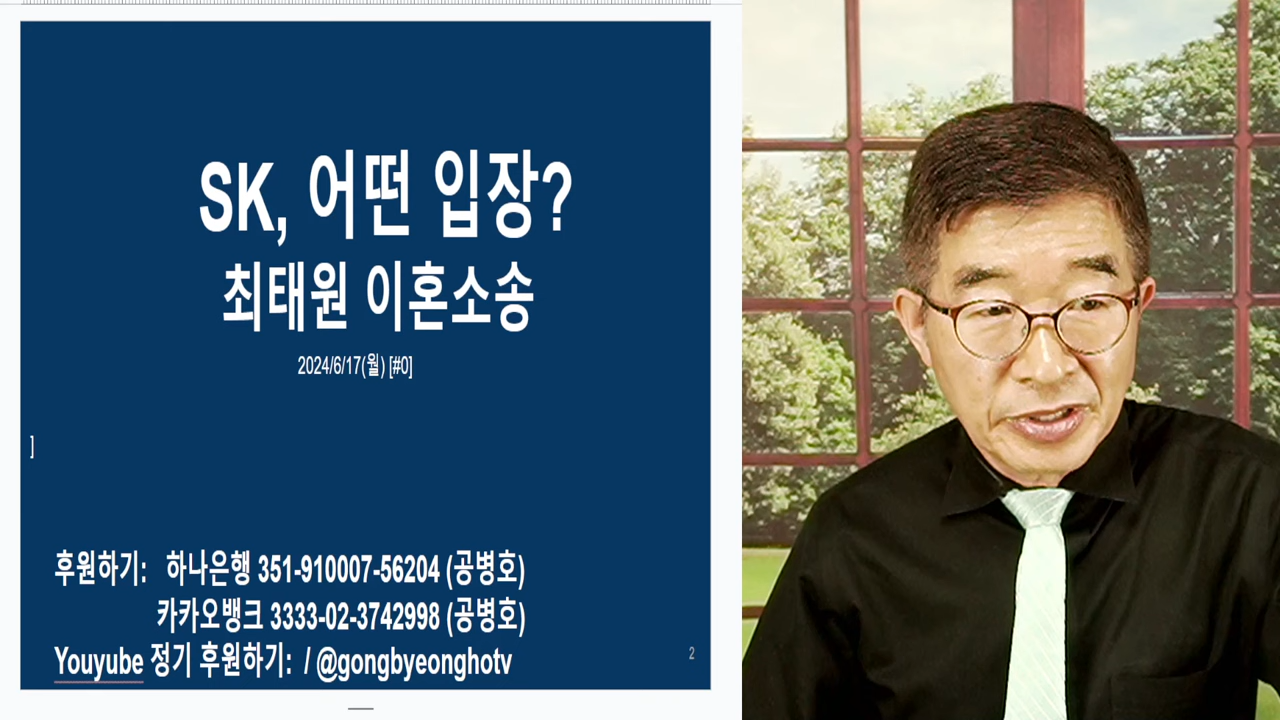 SK, 어떤 입장?
최태원 이혼소송
2024/6/17(월) [#0]
]
후원하기: 하나은행 351-910007-56204 (공병호)
카카오뱅크 3333-02-3742998 (공병호)
Youyube 정기 후원하기: / @gongbyeonghotv
2